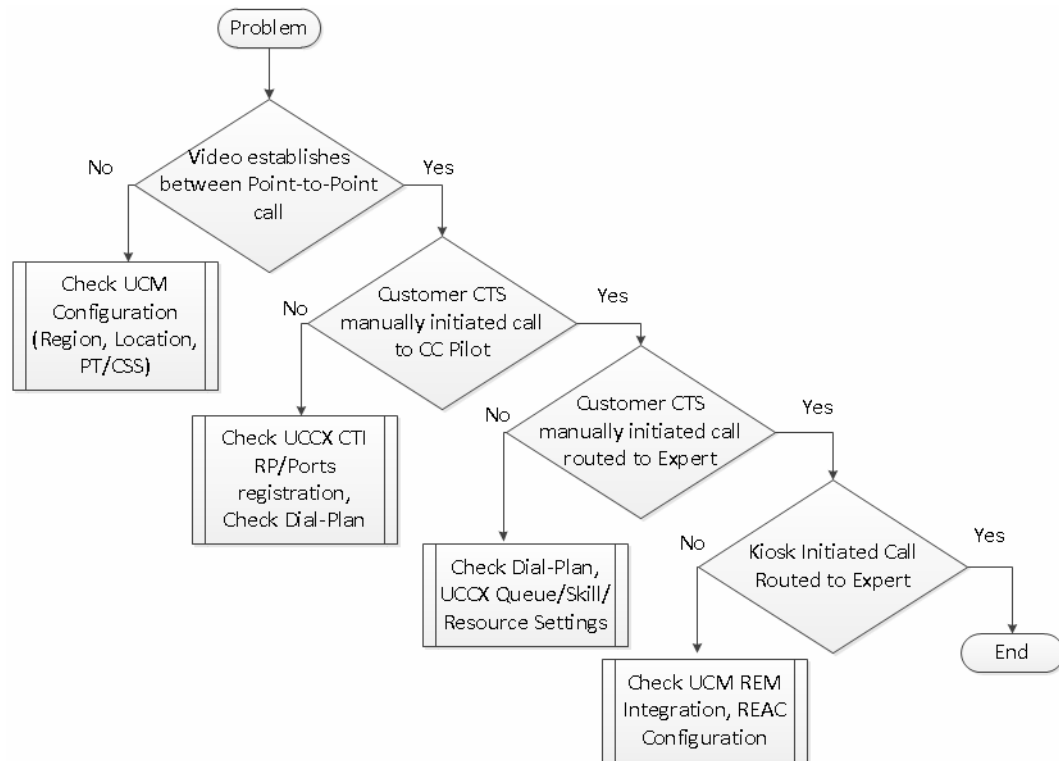 Problem
No
Video establishes
between Point-to-Point
call
Yes
Check UCM
Configuration
(Region, Location,
PT/CSS)
No
Customer CTS
manually initiated call
to CC Pilot
Yes
Check UCCX CTI
RP/Ports
registration,
Check Dial-Plan
No
Customer CTS
manually initiated call
routed to Expert
Yes
Check Dial-Plan,
UCCX Queue/Skill/
Resource Settings
No
Kiosk Initiated Call
Routed to Expert
Yes
End
Check UCM REM
Integration, REAC
Configuration